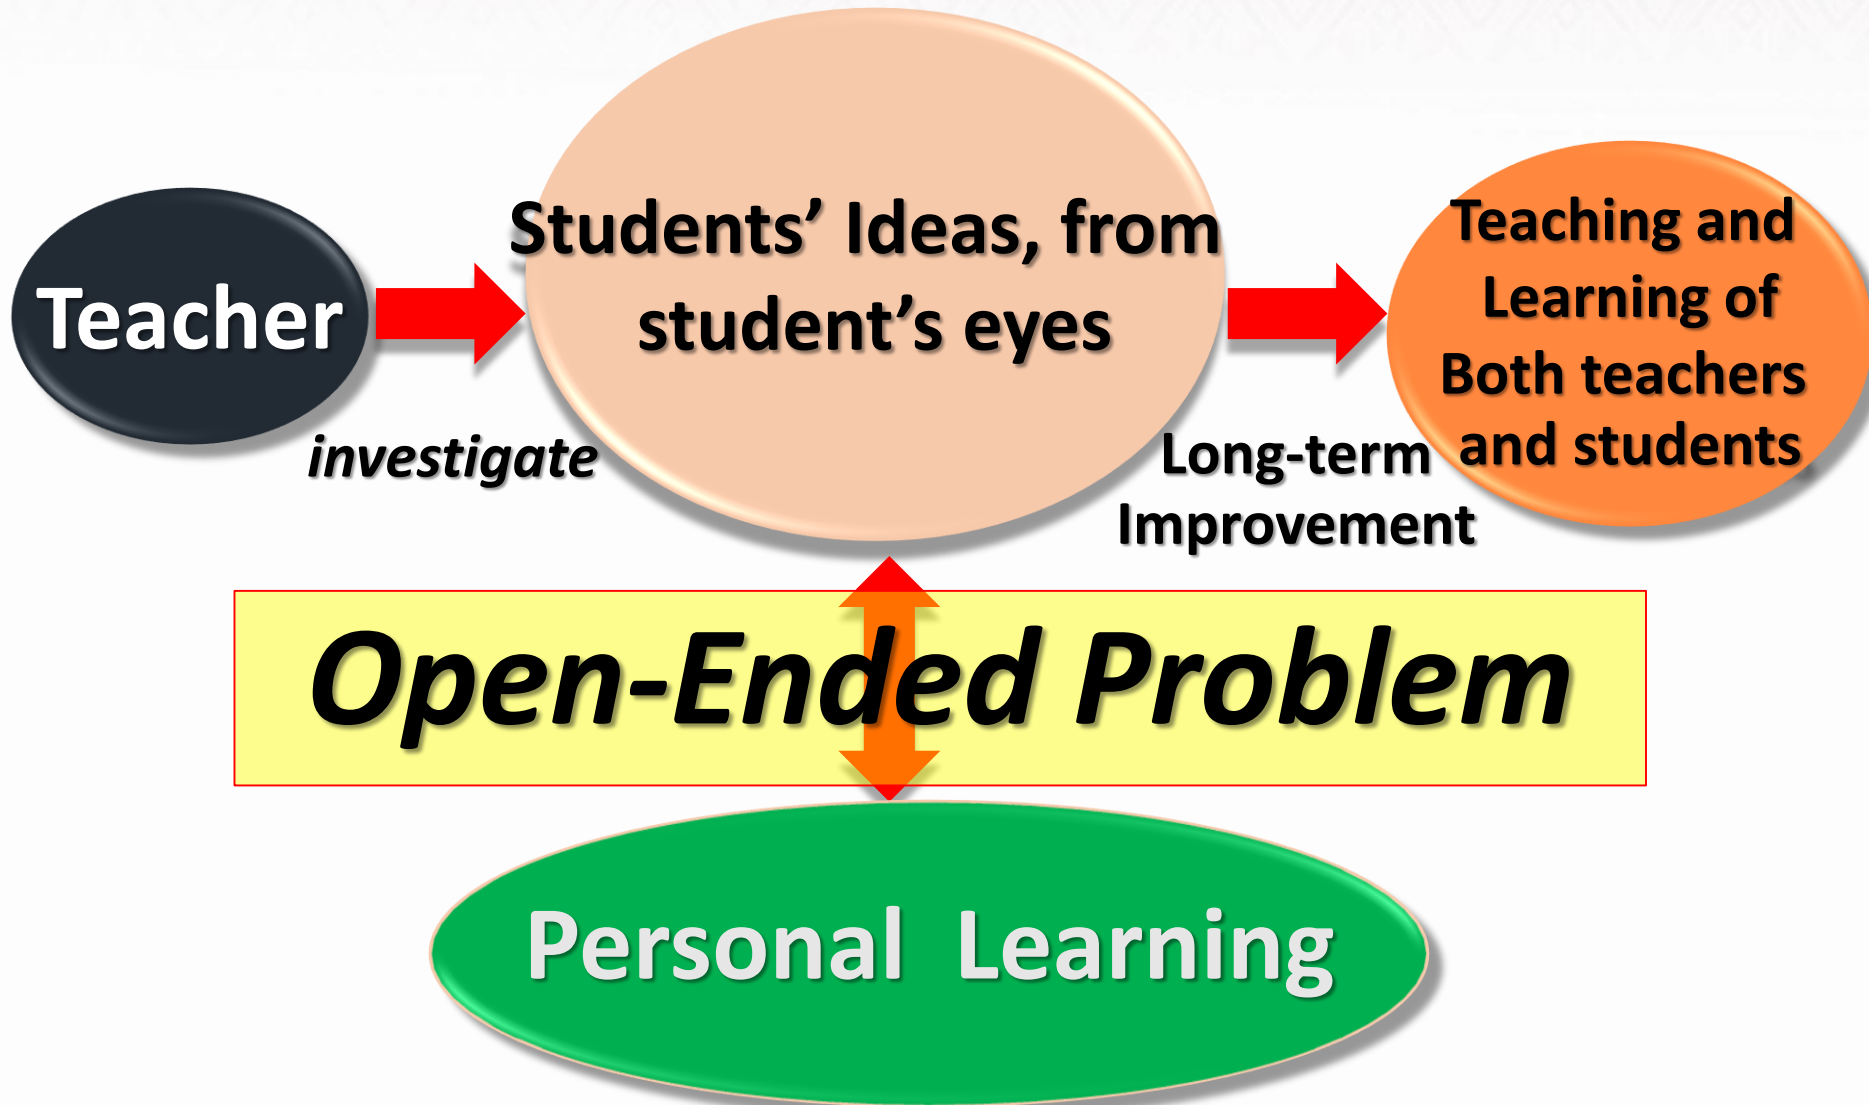 Teacher
investigate
Students’ Ideas, from
student’s eyes
Long-term
Improvement
Teaching and
Learning of
Both teachers
and students
Open-Ended Problem
Personal  Learning